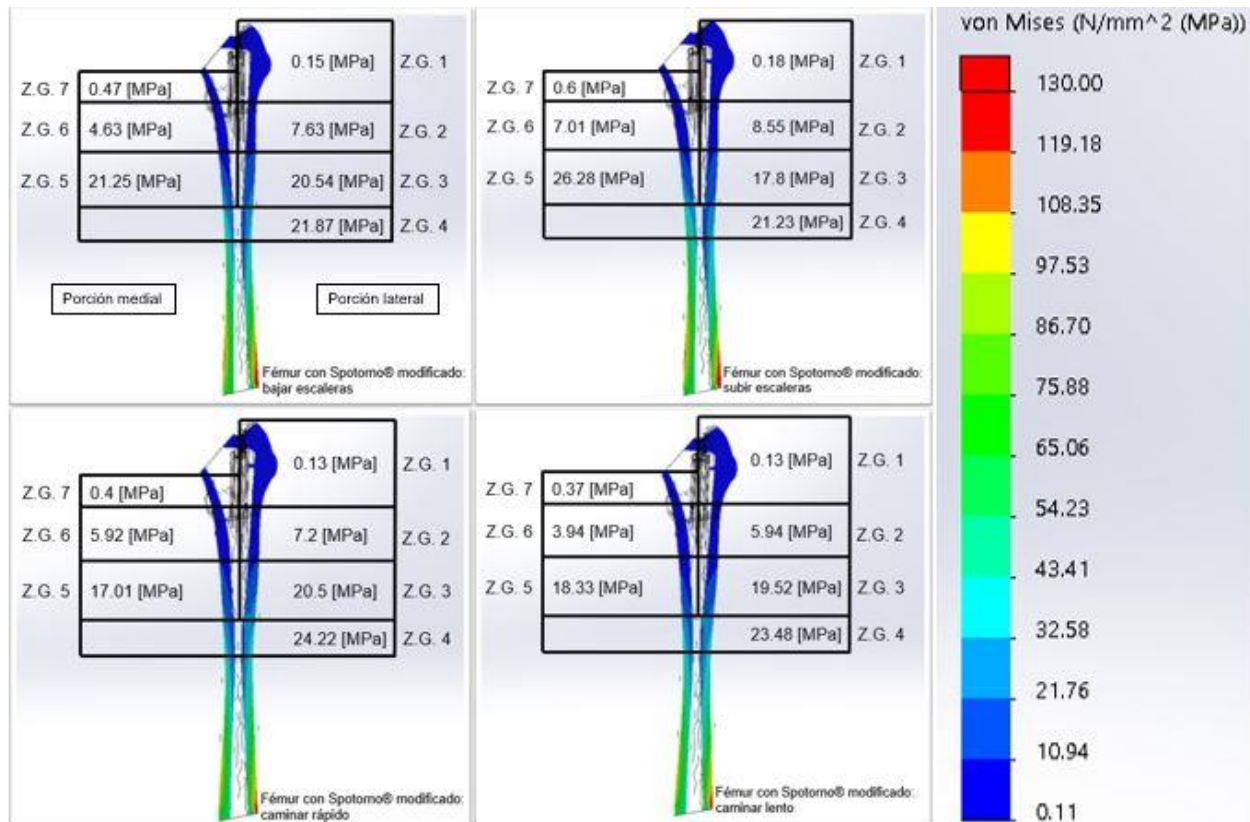 0.15 [MPa] Z.G. 1
Z.G. 7 0.47 [MPa]
Z.G. 6 4.63 [MPa] 7.63 [MPa] Z.G. 2
Z.G. 5 21.25 [MPa] 20.54 [MPa] Z.G. 3
21.87 [MPa] Z.G. 4
Porción medial Porción lateral
Fémur con Spotorno® modificado:
bajar escaleras
0.18 [MPa] Z.G. 1
Z.G. 7 0.6 [MPa]
Z.G. 6 7.01 [MPa] 8.55 [MPa] Z.G. 2
Z.G. 5 26.28 [MPa] 17.8 [MPa] Z.G. 3
21.23 [MPa] Z.G. 4
Fémur con Spotorno® modificado:
subir escaleras
0.13 [MPa] Z.G. 1
Z.G. 7 0.4 [MPa]
Z.G. 6 5.92 [MPa] 7.2 [MPa] Z.G. 2
Z.G. 5 17.01 [MPa] 20.5 [MPa] Z.G. 3
24.22 [MPa] Z.G. 4
Fémur con Spotorno® modificado:
caminar rápido
0.13 [MPa] Z.G. 1
Z.G. 7 0.37 [MPa]
Z.G. 6 3.94 [MPa] 5.94 [MPa] Z.G. 2
Z.G. 5 18.33 [MPa] 19.52 [MPa] Z.G. 3
23.48 [MPa] Z.G. 4
Fémur con Spotorno® modificado:
caminar lento
von Mises (N/mm^2 (MPa))
130.00
119.18
108.35
97.53
86.70
75.88
65.06
54.23
43.41
32.58
21.76
10.94
0.11